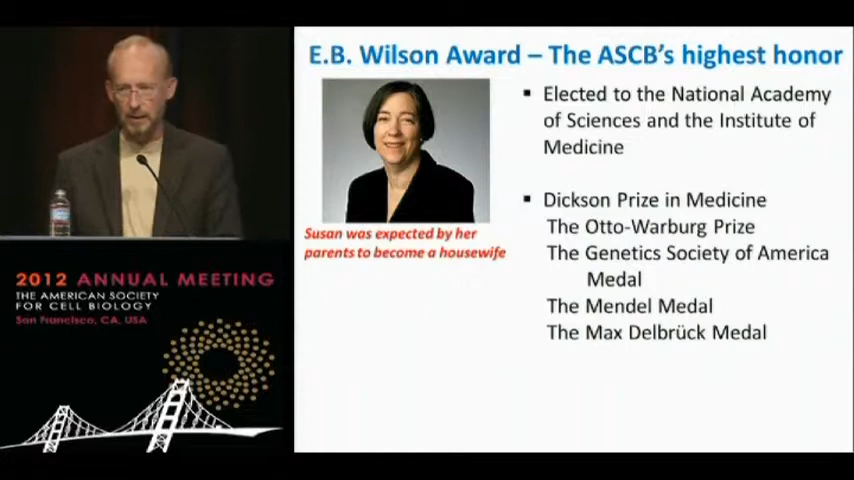 E.B. Wilson Award – The ASCB's highest honor
▪ Elected to the National Academy
of Sciences and the Institute of
Medicine
Susan was expected by her
parents to become a housewife
▪ Dickson Prize in Medicine
The Otto-Warburg Prize
The Genetics Society of America
Medal
The Mendel Medal
The Max Delbrück Medal
2012 ANNUAL MEETING
THE AMERICAN SOCIETY
FOR CELL BIOLOGY
San Francisco, CA, USA